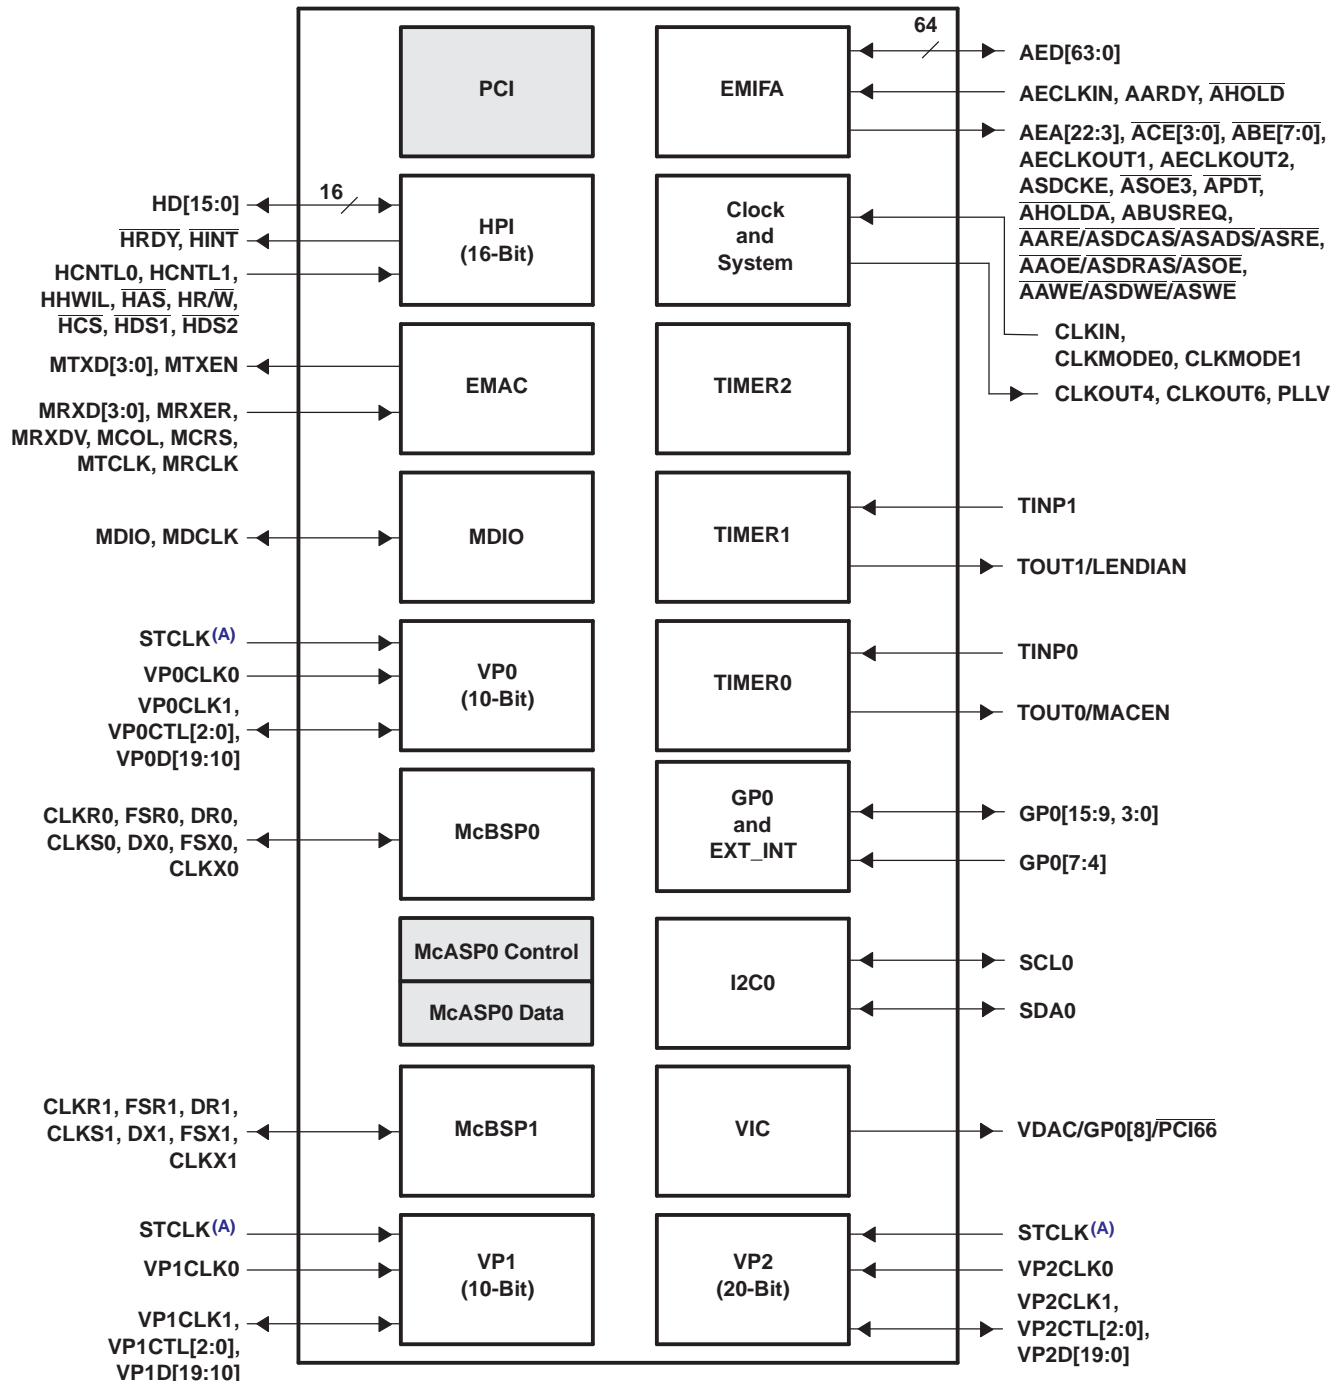 64
PCI
EMIFA
AED[63:0]
AECLKIN, AARDY, AHOLD
AEA[22:3], ACE[3:0], ABE[7:0],
AECLKOUT1, AECLKOUT2,
ASDCKE, ASOE3, APDT,
AHOLDA, ABUSREQ,
AARE/ASDCAS/ASADS/ASRE,
AAOE/ASDRAS/ASOE,
AAWE/ASDWE/ASWE
HD[15:0]
16
HRDY, HINT
HCNTL0, HCNTL1,
HHWIL, HAS, HR/W,
HCS, HDS1, HDS2
HPI
(16-Bit)
Clock
and
System
CLKIN,
CLKMODE0, CLKMODE1
CLKOUT4, CLKOUT6, PLLV
MTXD[3:0], MTXEN
MRXD[3:0], MRXER,
MRXDV, MCOL, MCRS,
MTCLK, MRCLK
EMAC
TIMER2
MDIO, MDCLK
MDIO
TIMER1
TINP1
TOUT1/LENDIAN
STCLK(A)
VP0CLK0
VP0CLK1,
VP0CTL[2:0],
VP0D[19:10]
VP0
(10-Bit)
TIMER0
TINP0
TOUT0/MACEN
CLKR0, FSR0, DR0,
CLKS0, DX0, FSX0,
CLKX0
McBSP0
GP0
and
EXT_INT
GP0[15:9, 3:0]
GP0[7:4]
McASP0 Control
McASP0 Data
I2C0
SCL0
SDA0
CLKR1, FSR1, DR1,
CLKS1, DX1, FSX1,
CLKX1
McBSP1
VIC
VDAC/GP0[8]/PCI66
STCLK(A)
VP1CLK0
VP1CLK1,
VP1CTL[2:0],
VP1D[19:10]
VP1
(10-Bit)
VP2
(20-Bit)
STCLK(A)
VP2CLK0
VP2CLK1,
VP2CTL[2:0],
VP2D[19:0]